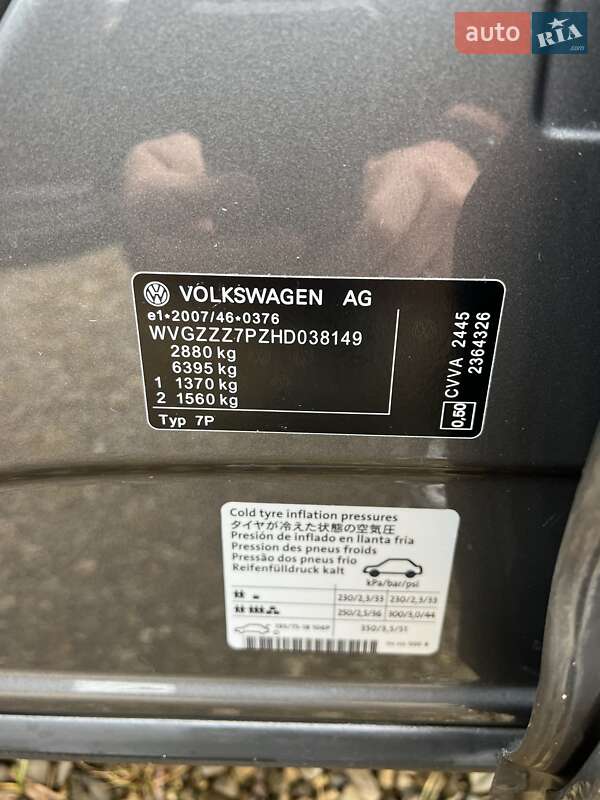 auto RIA .com
VOLKSWAGEN AG
e1*2007/46*0376
WVGZZZ7PZHD038149
2880 kg
6395 kg
1 1370 kg
2 1560 kg
Typ 7P
0,50 CVVA 2445
2364326
Cold tyre inflation pressures
タイヤが冷えた状態の空気圧
Presión de inflado en llanta fría
Pression des pneus froids
Pressão dos pneus frio
Reifenfülldruck kalt
kPa/bar/psi
230/2,3/33 230/2,3/33
250/2,5/36 300/3,0/44
350/3,5/51